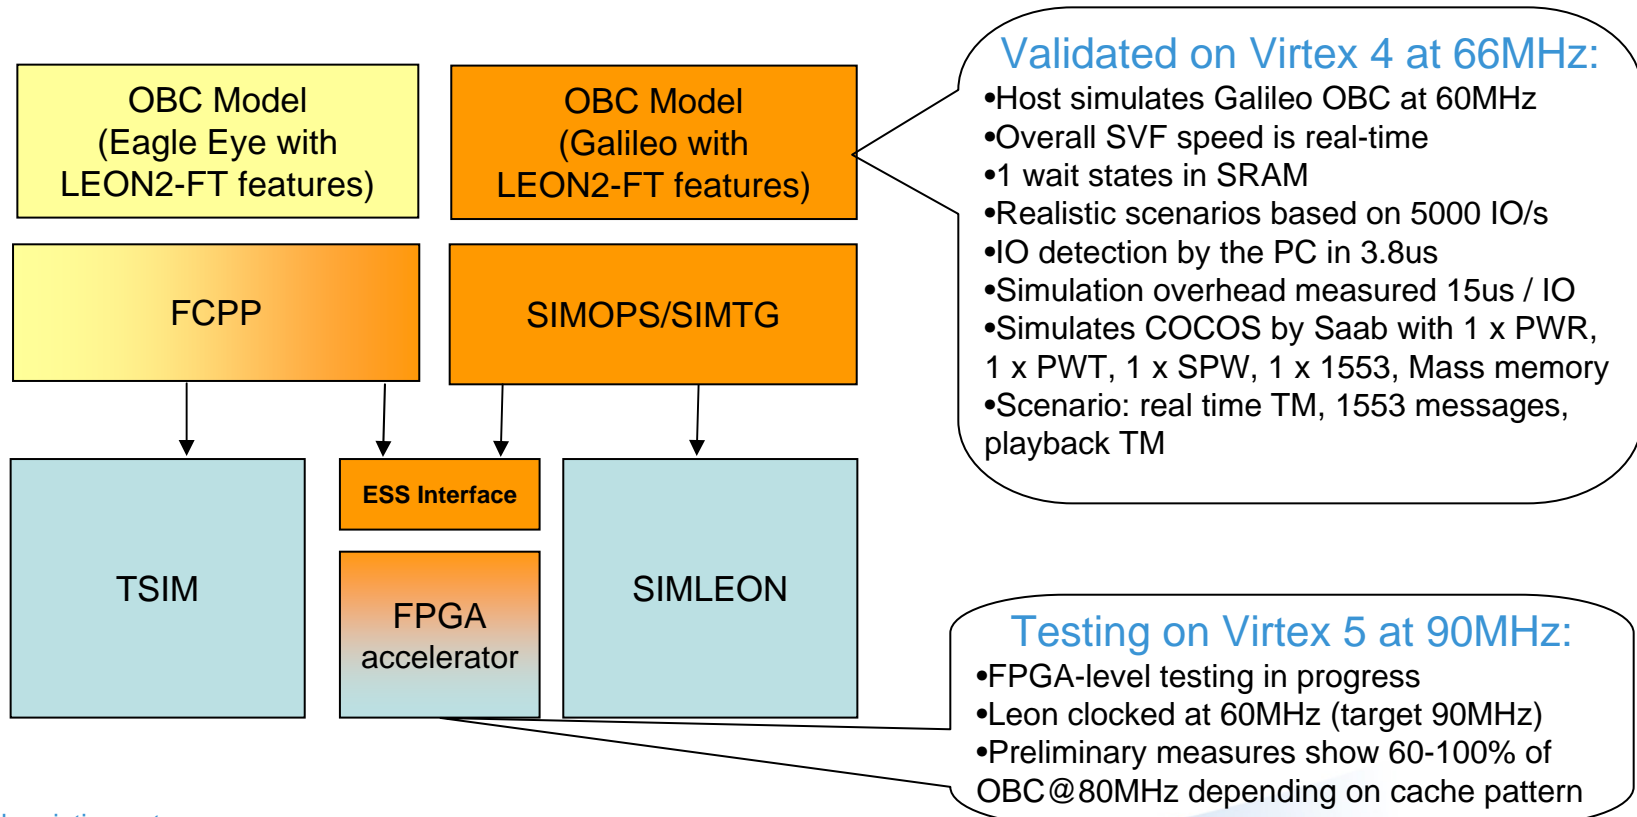 OBC Model
(Eagle Eye with
LEON2-FT features)
OBC Model
(Galileo with
LEON2-FT features)
FCPP
SIMOPS/SIMTG
TSIM
ESS Interface
FPGA
accelerator
SIMLEON
Validated on Virtex 4 at 66MHz:
•Host simulates Galileo OBC at 60MHz
•Overall SVF speed is real-time
•1 wait states in SRAM
•Realistic scenarios based on 5000 IO/s
•IO detection by the PC in 3.8us
•Simulation overhead measured 15us / IO
•Simulates COCOS by Saab with 1 x PWR,
1 x PWT, 1 x SPW, 1 x 1553, Mass memory
•Scenario: real time TM, 1553 messages,
playback TM
Testing on Virtex 5 at 90MHz:
•FPGA-level testing in progress
•Leon clocked at 60MHz (target 90MHz)
•Preliminary measures show 60-100% of
OBC@80MHz depending on cache pattern